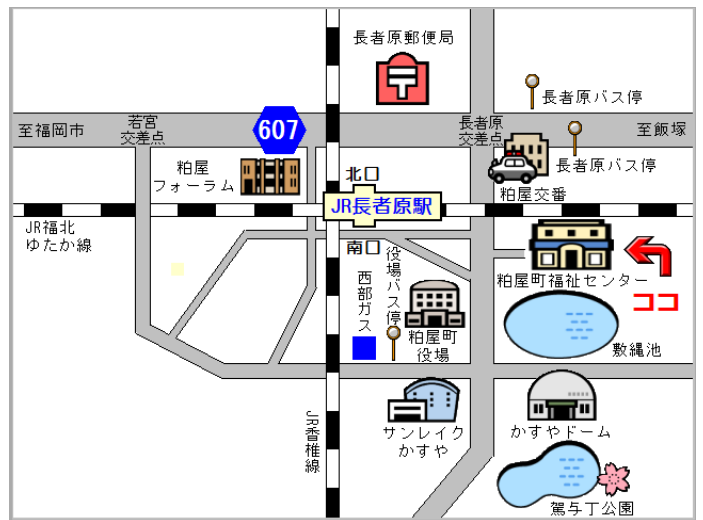 長者原郵便局
長者原バス停
至福岡市
若宮
交差点
607
長者原
交差点
至飯塚
長者原バス停
粕屋
フォーラム
北口
粕屋交番
JR長者原駅
JR福北
ゆたか線
南口
役場バス停
西部ガス
粕屋町福祉センター
ココ
粕屋町
役場
敷縄池
JR香椎線
サンレイク
かすや
かすやドーム
駕与丁公園